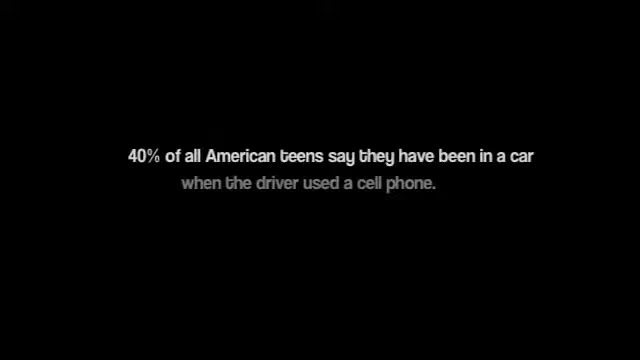 40% of all American teens say they have been in a car
when the driver used a cell phone.